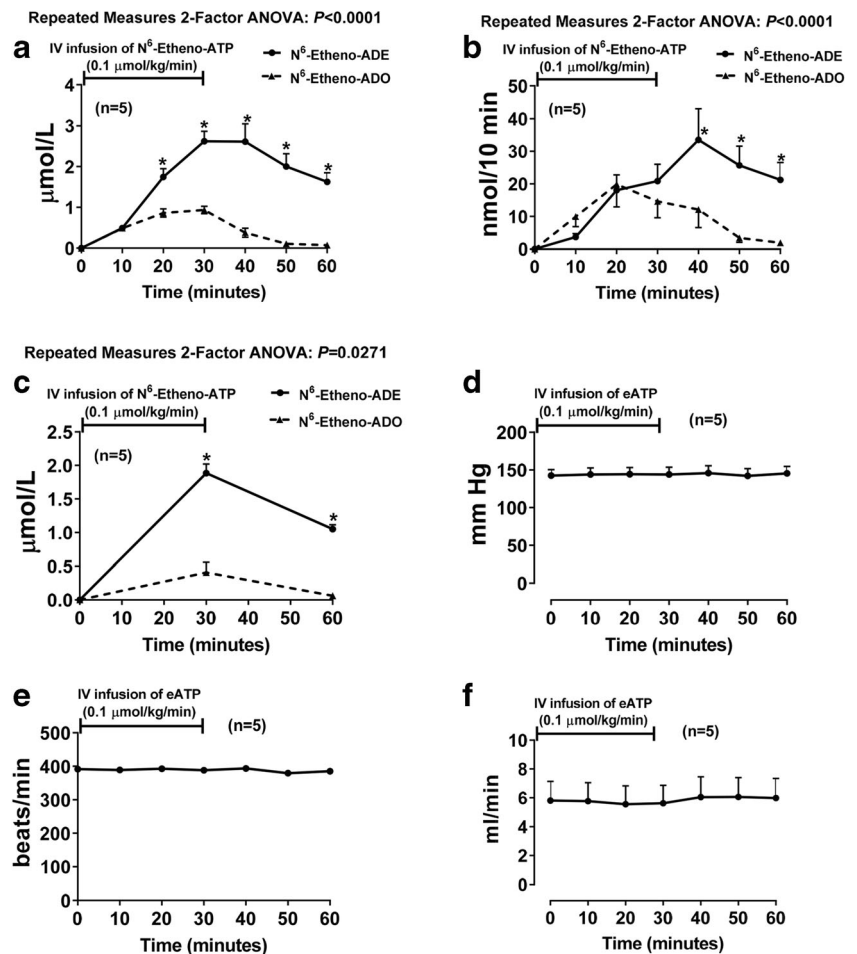 Repeated Measures 2-Factor ANOVA: P<0.0001
a
IV infusion of N⁶-Etheno-ATP
(0.1 μmol/kg/min)
N⁶-Etheno-ADE
N⁶-Etheno-ADO
(n=5)
μmol/L
4
3
2
1
0
* * * * *
0 10 20 30 40 50 60
Time (minutes)
Repeated Measures 2-Factor ANOVA: P<0.0001
b
IV infusion of N⁶-Etheno-ATP
(0.1 μmol/kg/min)
N⁶-Etheno-ADE
N⁶-Etheno-ADO
(n=5)
nmol/10 min
50
40
30
20
10
0
* * *
0 10 20 30 40 50 60
Time (minutes)
Repeated Measures 2-Factor ANOVA: P=0.0271
c
IV infusion of N⁶-Etheno-ATP
(0.1 μmol/kg/min)
N⁶-Etheno-ADE
N⁶-Etheno-ADO
(n=5)
μmol/L
2.5
2.0
1.5
1.0
0.5
0.0
* *
0 10 20 30 40 50 60
Time (minutes)
d
IV infusion of eATP
(0.1 μmol/kg/min)
(n=5)
mm Hg
200
150
100
50
0
0 10 20 30 40 50 60
Time (minutes)
e
IV infusion of eATP
(0.1 μmol/kg/min)
(n=5)
beats/min
500
400
300
200
100
0
0 10 20 30 40 50 60
Time (minutes)
f
IV infusion of eATP
(0.1 μmol/kg/min)
(n=5)
ml/min
10
8
6
4
2
0
0 10 20 30 40 50 60
Time (minutes)